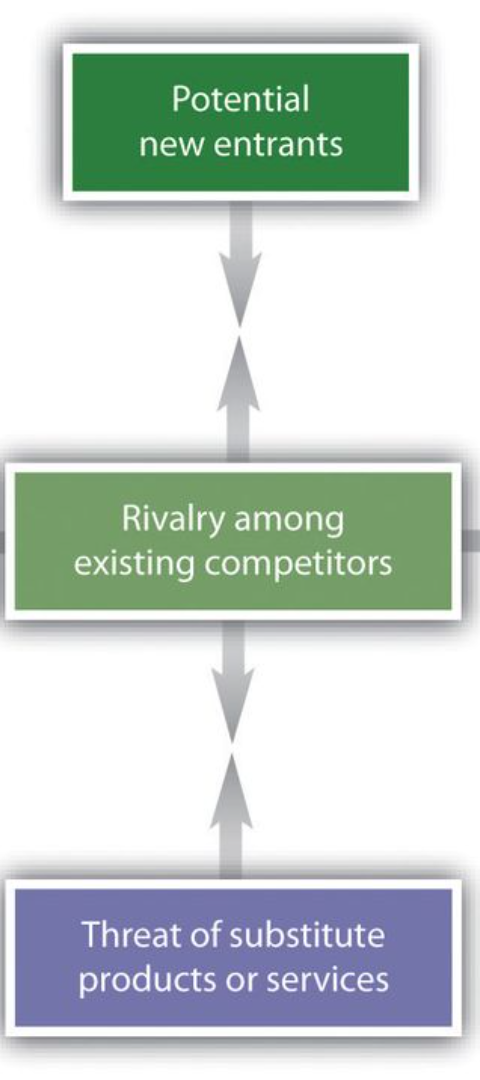 Potential
new entrants
Rivalry among
existing competitors
Threat of substitute
products or services